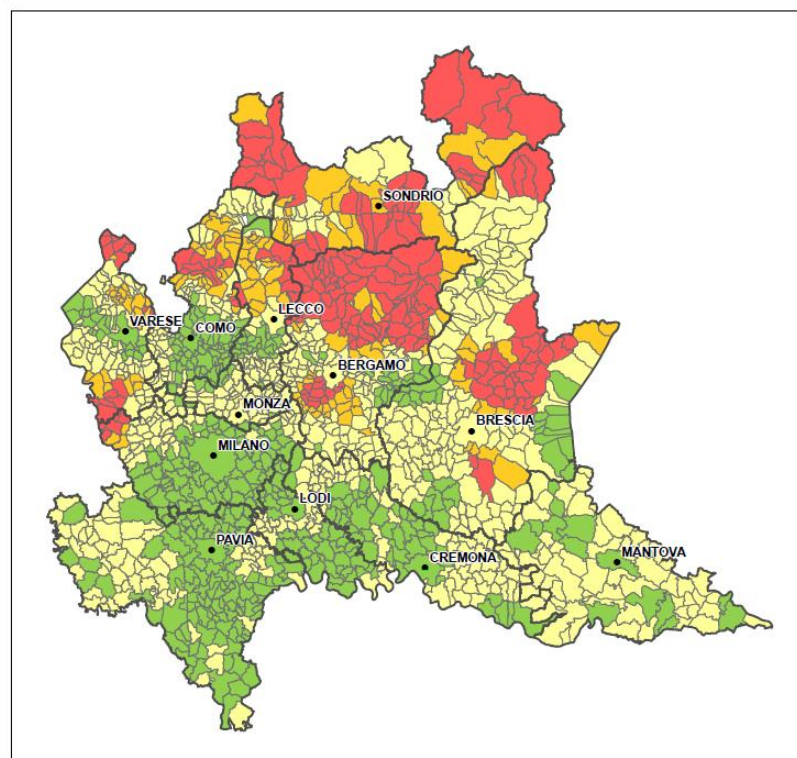 SONDRIO
LECCO
VARESE
COMO
BERGAMO
MONZA
BRESCIA
MILANO
LODI
PAVIA
CREMONA
MANTOVA